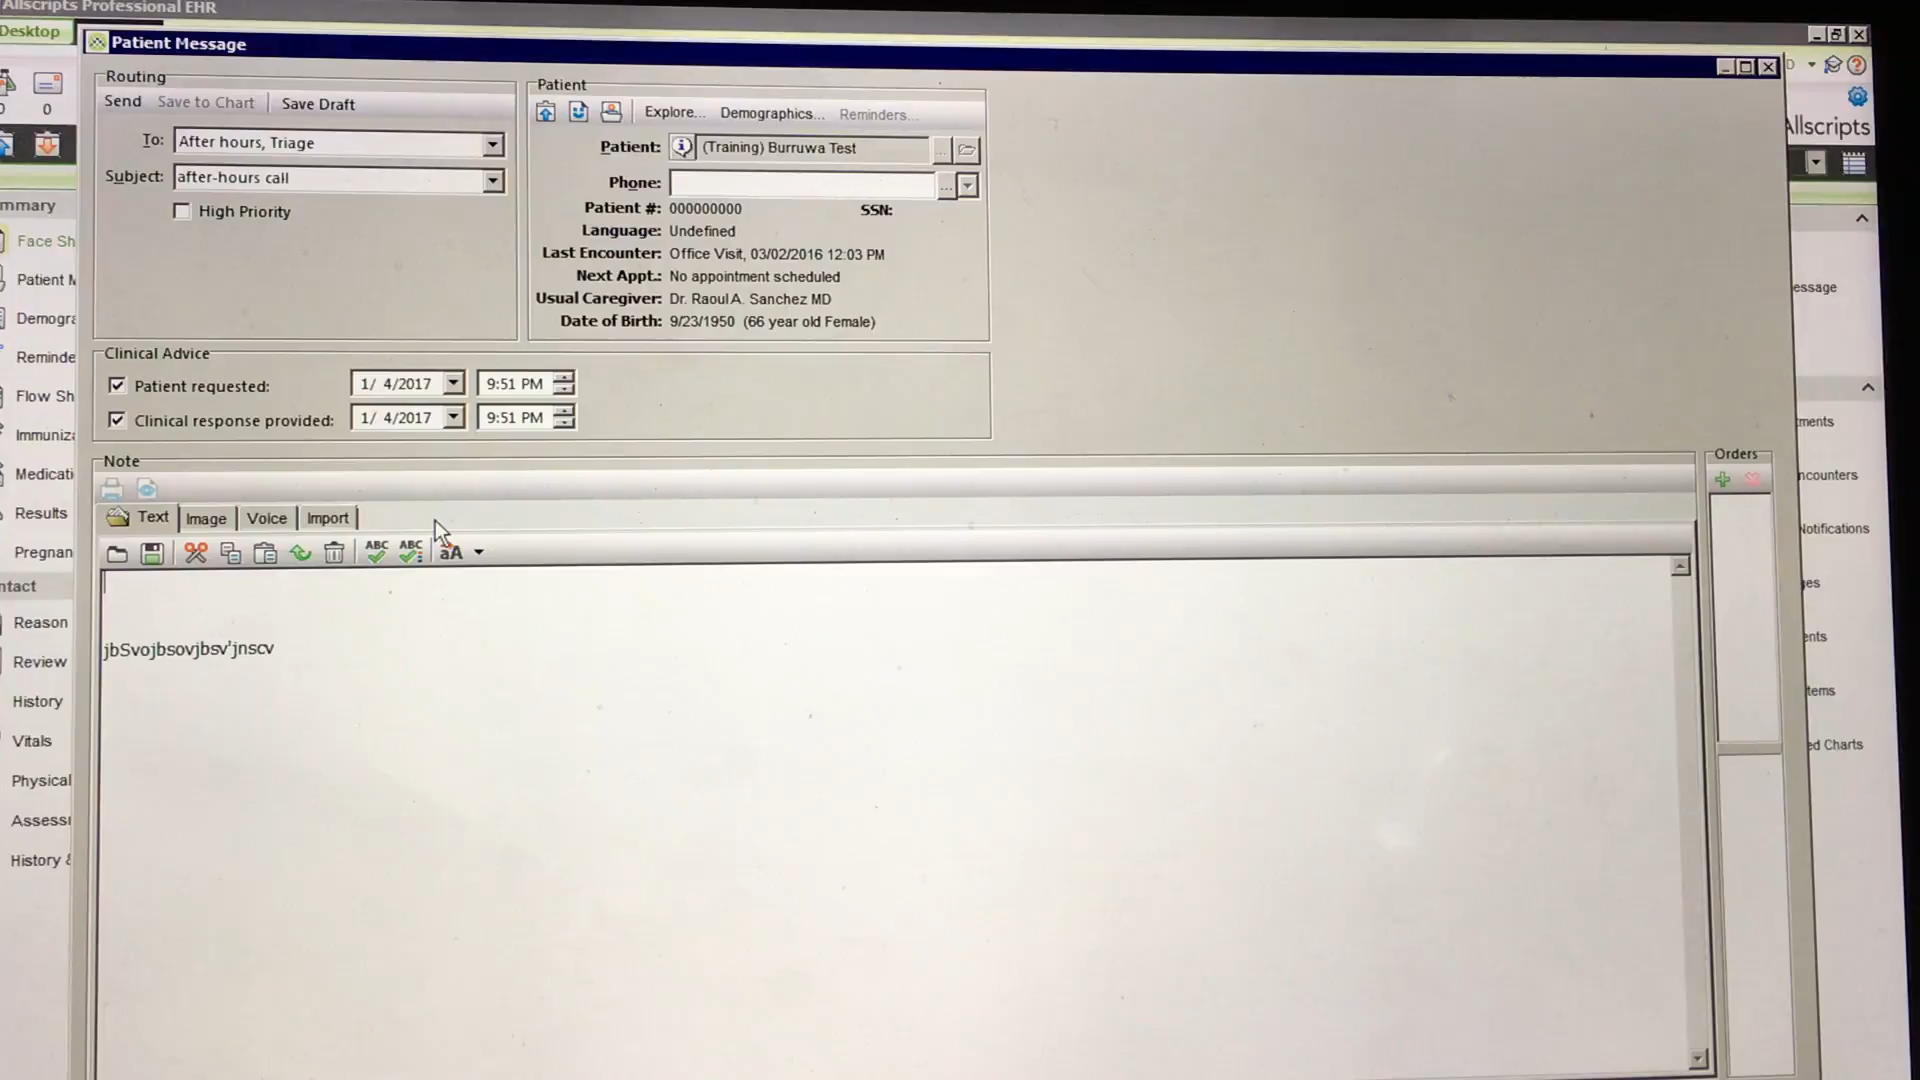 Allscripts Professional EHR
Desktop
Patient Message
Routing
Send Save to Chart Save Draft
To: After hours, Triage
Subject: after-hours call
High Priority
Patient
Explore... Demographics... Reminders...
Patient: (Training) Burruwa Test
Phone:
Patient #: 000000000 SSN:
Language: Undefined
Last Encounter: Office Visit, 03/02/2016 12:03 PM
Next Appt.: No appointment scheduled
Usual Caregiver: Dr. Raoul A. Sanchez MD
Date of Birth: 9/23/1950 (66 year old Female)
Clinical Advice
Patient requested: 1/ 4/2017 9:51 PM
Clinical response provided: 1/ 4/2017 9:51 PM
Note
Text Image Voice Import
ABC ABC aA
jbSvojbsovjbsv'jnscv
Orders
0
mmary
Face Sh
Patient M
Demogra
Reminde
Flow Sh
Immuniza
Medicati
Results
Pregnan
ntact
Reason
Review
History
Vitals
Physical
Assess
History &
Allscripts
essage
ments
ncounters
Notifications
ges
ents
tems
ed Charts